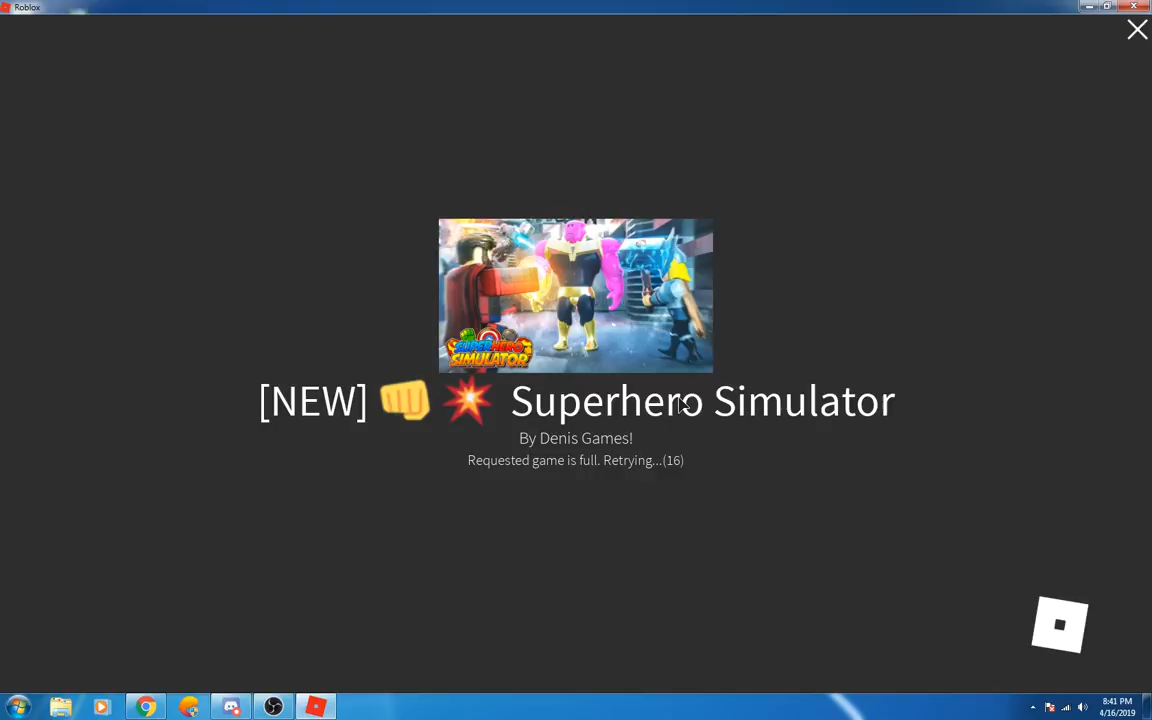 Roblox
SUPERHERO
SIMULATOR
[NEW] 👊 💥 Superhero Simulator
By Denis Games!
Requested game is full. Retrying...(16)
8:41 PM
4/16/2019